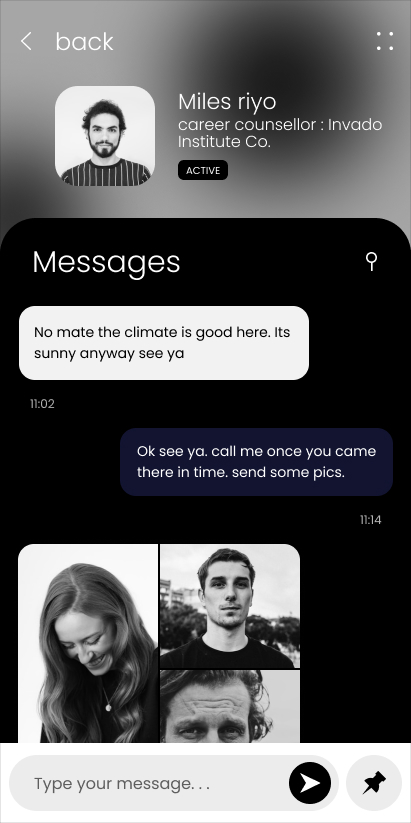 back
Miles riyo
career counsellor : Invado
Institute Co.
ACTIVE
Messages
No mate the climate is good here. Its
sunny anyway see ya
11:02
Ok see ya. call me once you came
there in time. send some pics.
11:14
Type your message. . .